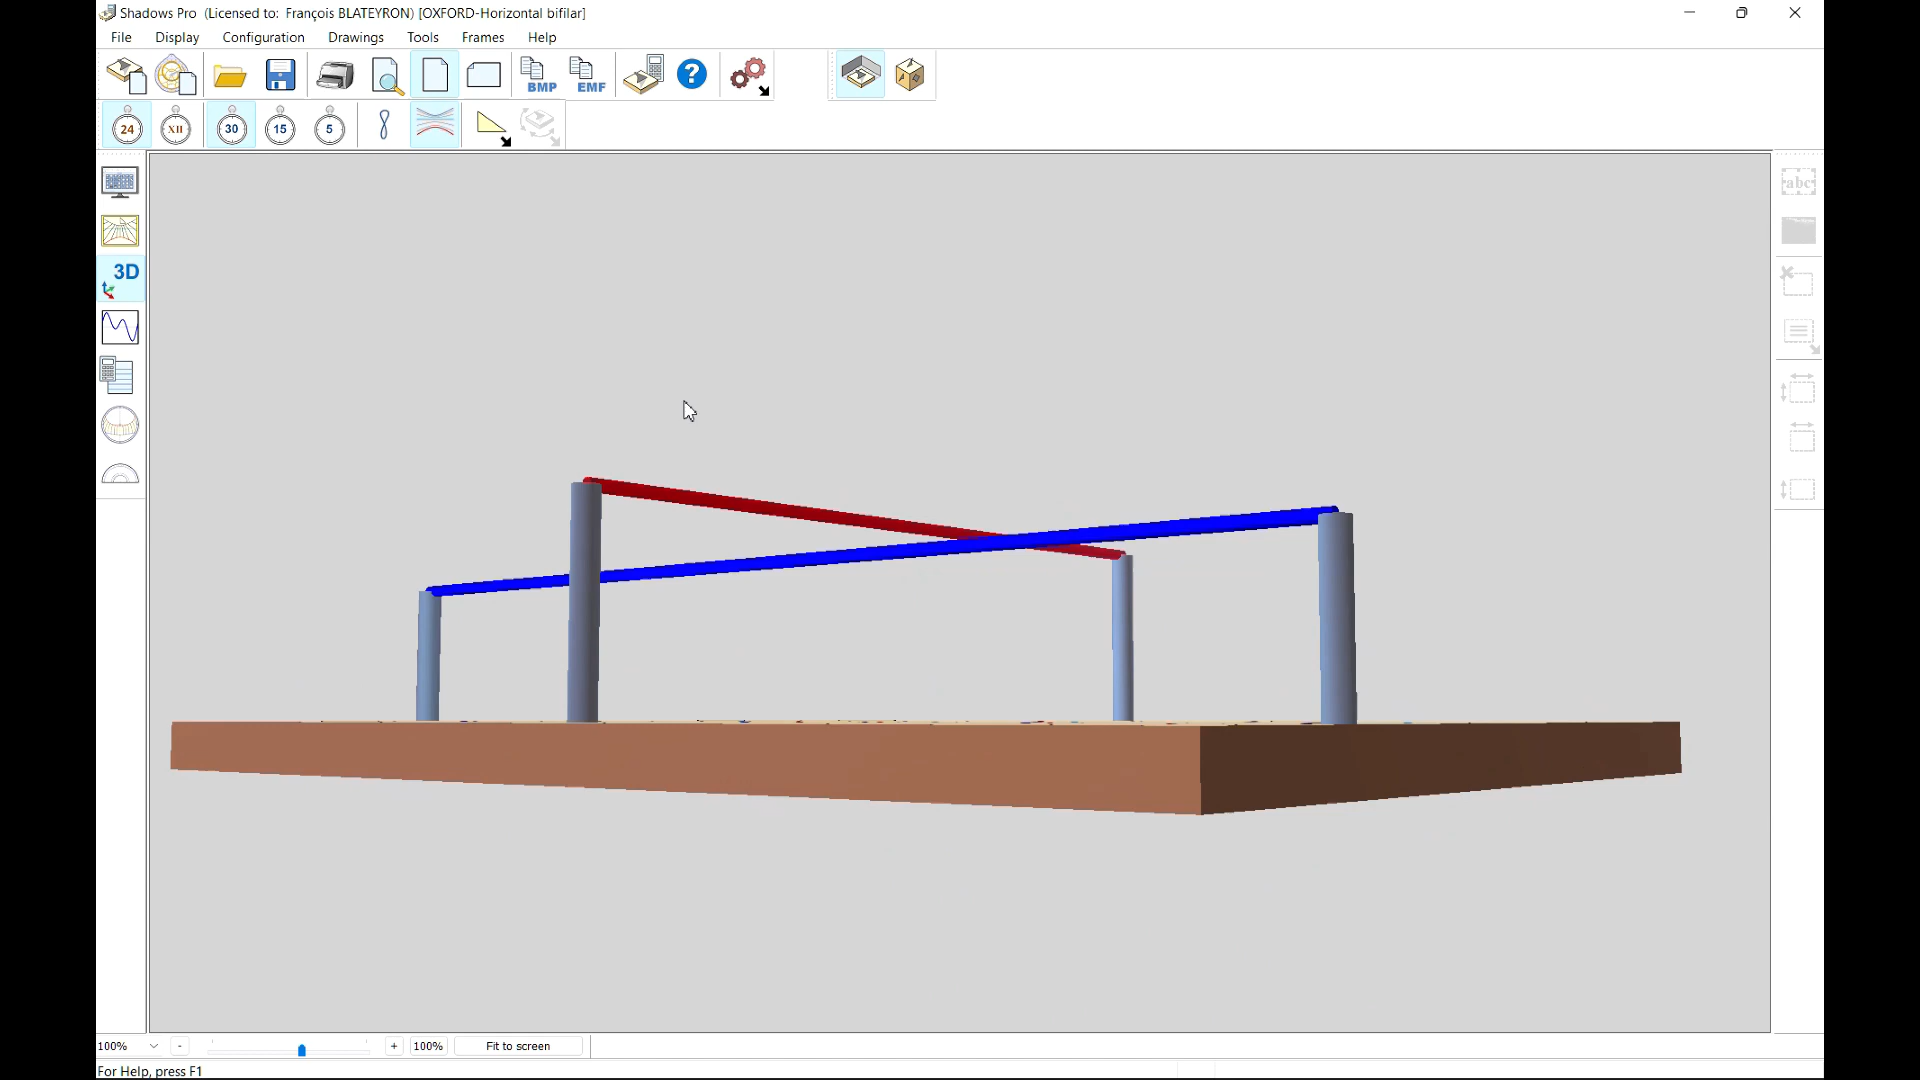 Shadows Pro (Licensed to: François BLATEYRON) [OXFORD-Horizontal bifilar]
File Display Configuration Drawings Tools Frames Help
BMP EMF ?
24 XII 30 15 5
abc
3D
100% - + 100% Fit to screen
For Help, press F1